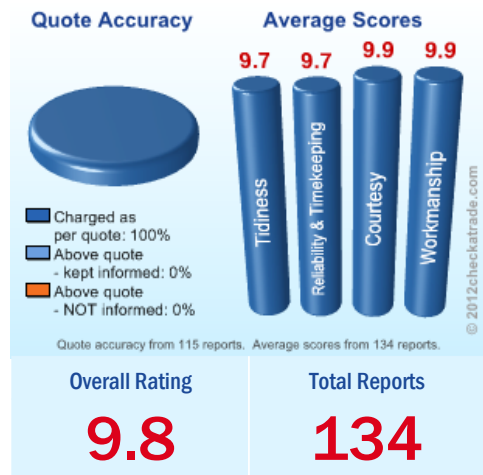 Quote Accuracy
Charged as
per quote: 100%
Above quote
- kept informed: 0%
Above quote
- NOT informed: 0%
Average Scores
9.7 9.7 9.9 9.9
Tidiness
Reliability & Timekeeping
Courtesy
Workmanship
© 2012checkatrade.com
Quote accuracy from 115 reports. Average scores from 134 reports.
Overall Rating
9.8
Total Reports
134